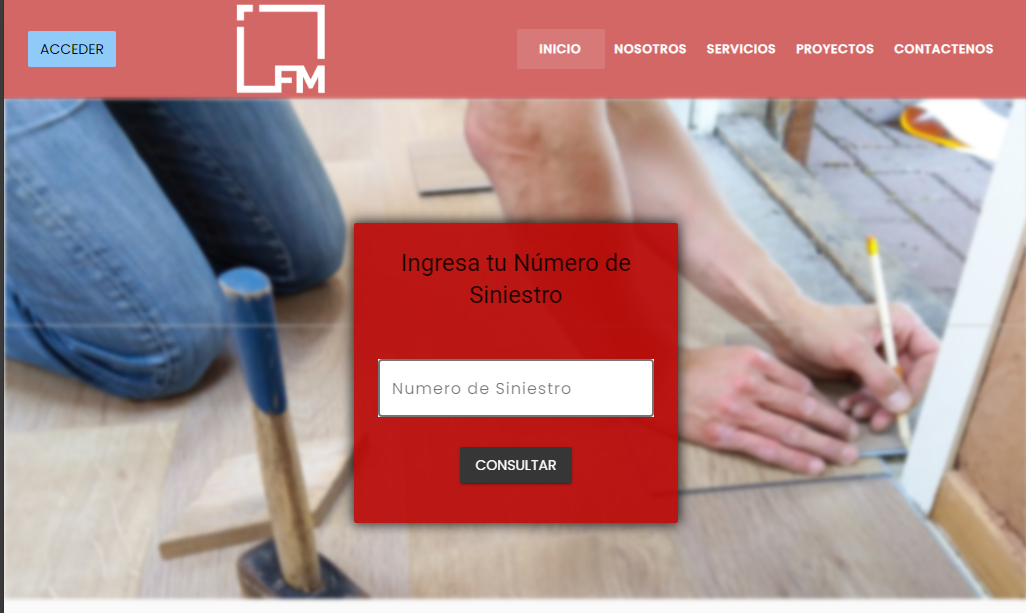 ACCEDER
FM
INICIO NOSOTROS SERVICIOS PROYECTOS CONTACTENOS
Ingresa tu Número de
Siniestro
Numero de Siniestro
CONSULTAR